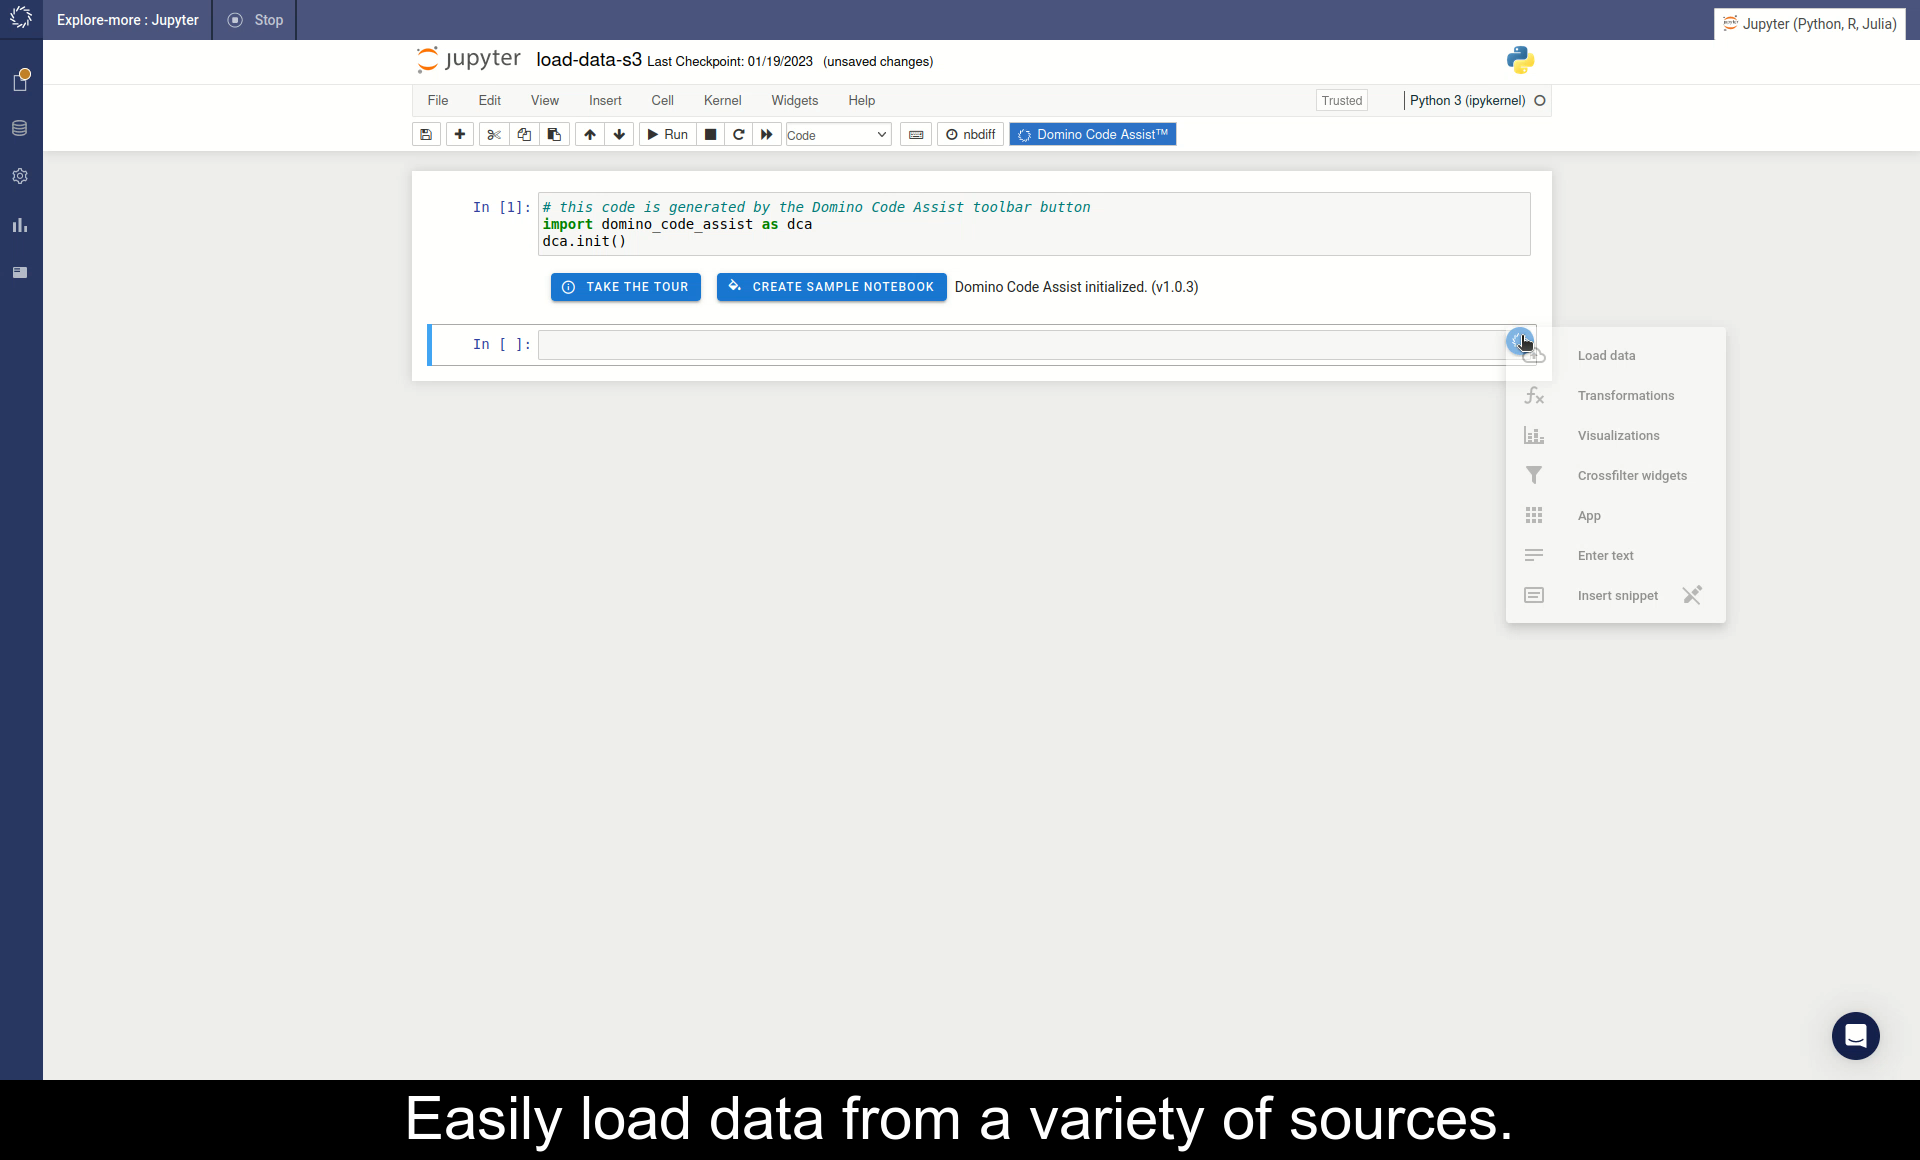 Explore-more : Jupyter
Stop
Jupyter (Python, R, Julia)
jupyter load-data-s3 Last Checkpoint: 01/19/2023 (unsaved changes)
File Edit View Insert Cell Kernel Widgets Help
Trusted
Python 3 (ipykernel)
Run Code nbdiff Domino Code Assist™
In [1]:
# this code is generated by the Domino Code Assist toolbar button
import domino_code_assist as dca
dca.init()
TAKE THE TOUR CREATE SAMPLE NOTEBOOK Domino Code Assist initialized. (v1.0.3)
In [ ]:
Load data
Transformations
Visualizations
Crossfilter widgets
App
Enter text
Insert snippet
Easily load data from a variety of sources.